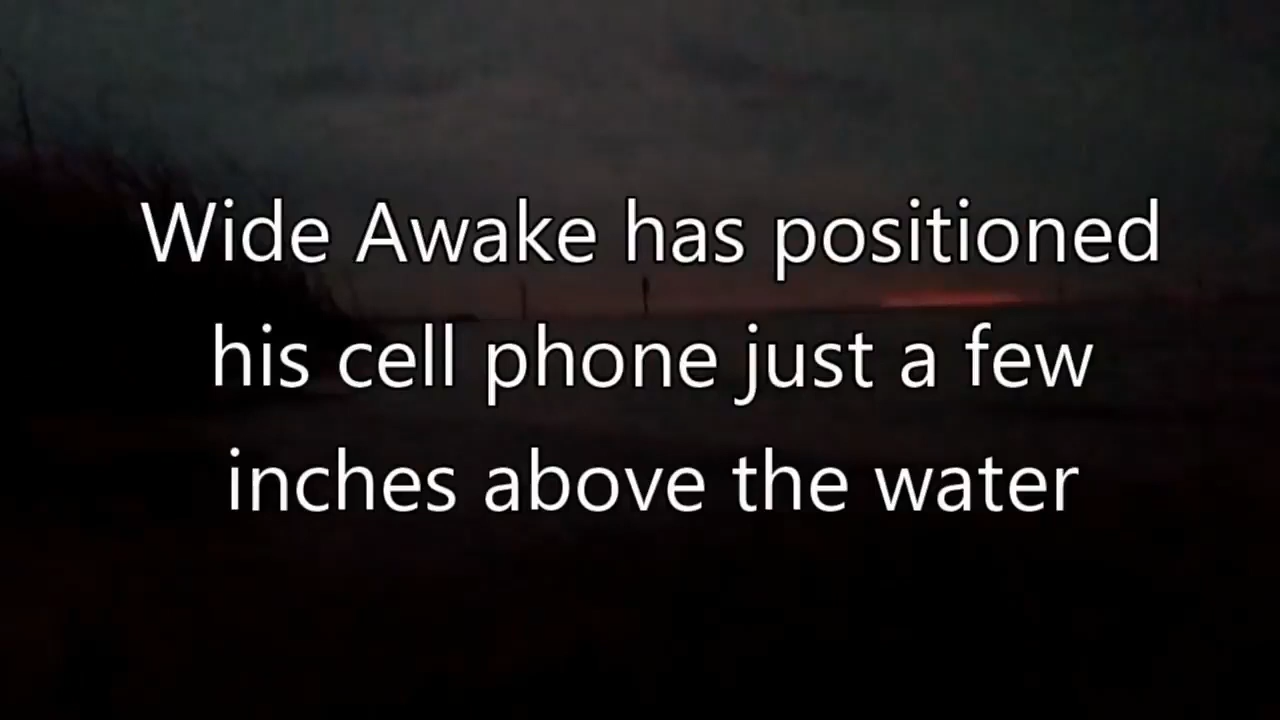 Wide Awake has positioned
his cell phone just a few
inches above the water